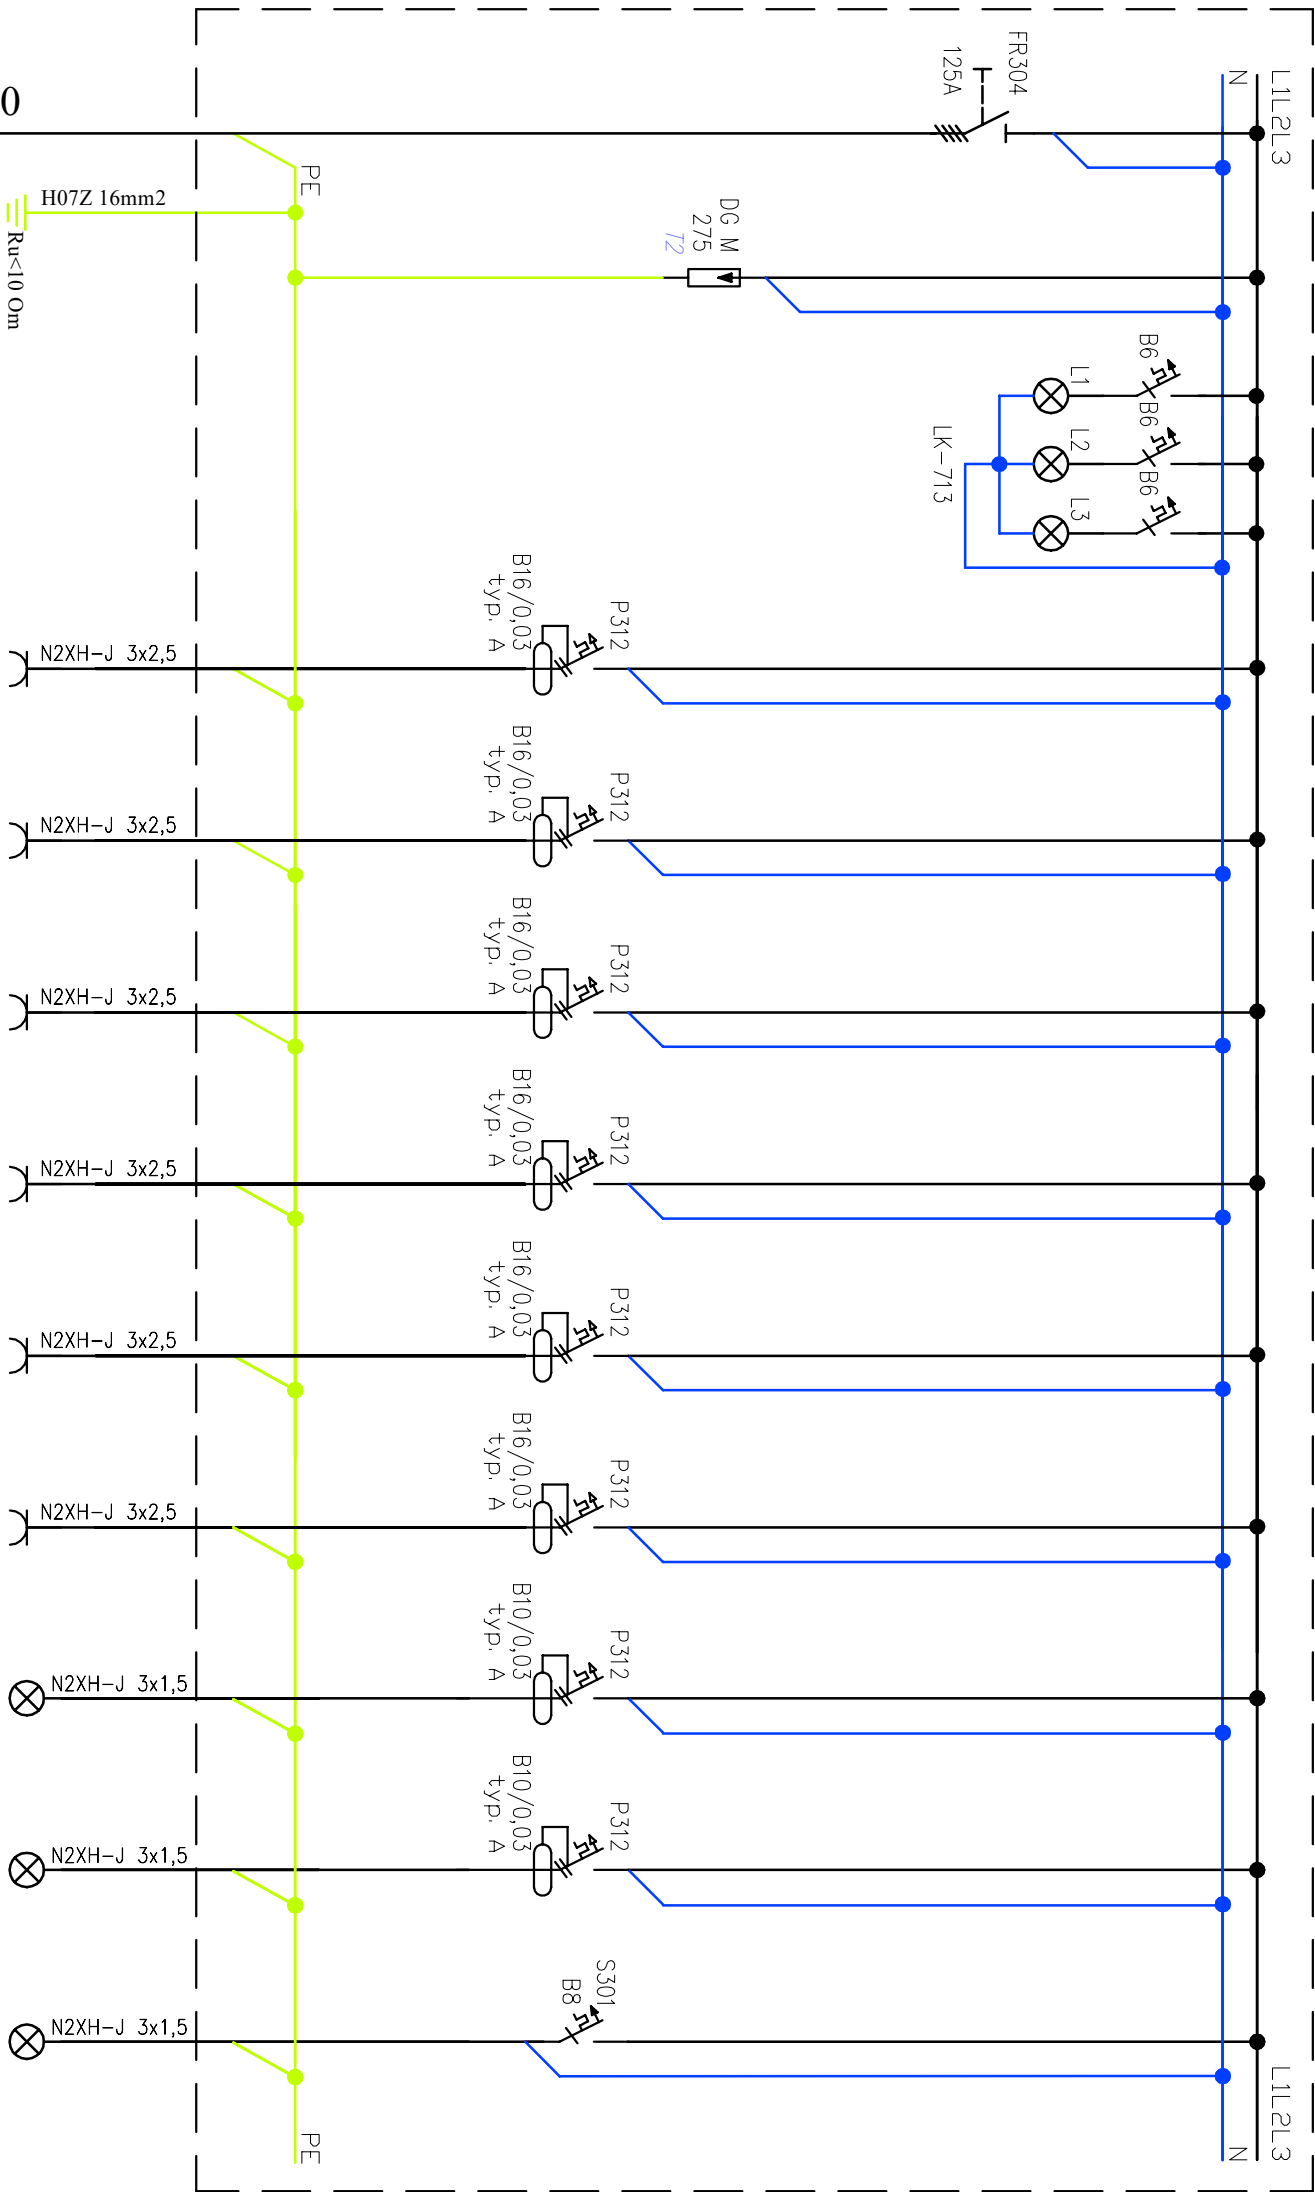 L1L2L3
N
FR304
125A
0
PE
H07Z 16mm2
Ru<10 Om
DG M
275
T2
B6
L1
B6
L2
B6
L3
LK-713
P312
B16/0,03
typ. A
N2XH-J 3x2,5
P312
B16/0,03
typ. A
N2XH-J 3x2,5
P312
B16/0,03
typ. A
N2XH-J 3x2,5
P312
B16/0,03
typ. A
N2XH-J 3x2,5
P312
B16/0,03
typ. A
N2XH-J 3x2,5
P312
B16/0,03
typ. A
N2XH-J 3x2,5
P312
B10/0,03
typ. A
N2XH-J 3x1,5
P312
B10/0,03
typ. A
N2XH-J 3x1,5
S301
B8
N2XH-J 3x1,5
L1L2L3
N
PE